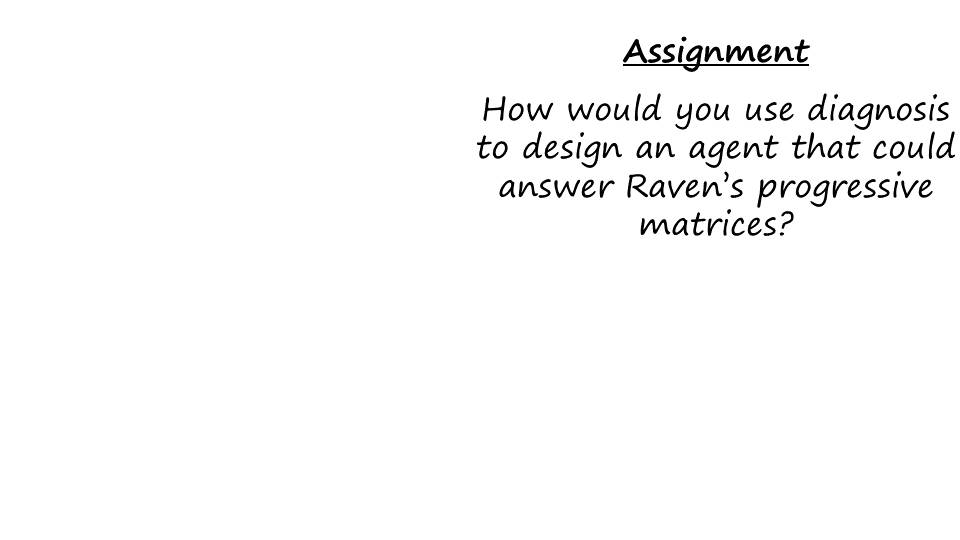 Assignment
How would you use diagnosis
to design an agent that could
answer Raven’s progressive
matrices?